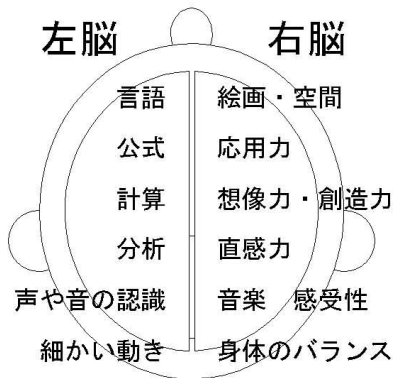 左脳　右脳
言語　絵画・空間
公式　応用力
計算　想像力・創造力
分析　直感力
声や音の認識　音楽　感受性
細かい動き　身体のバランス